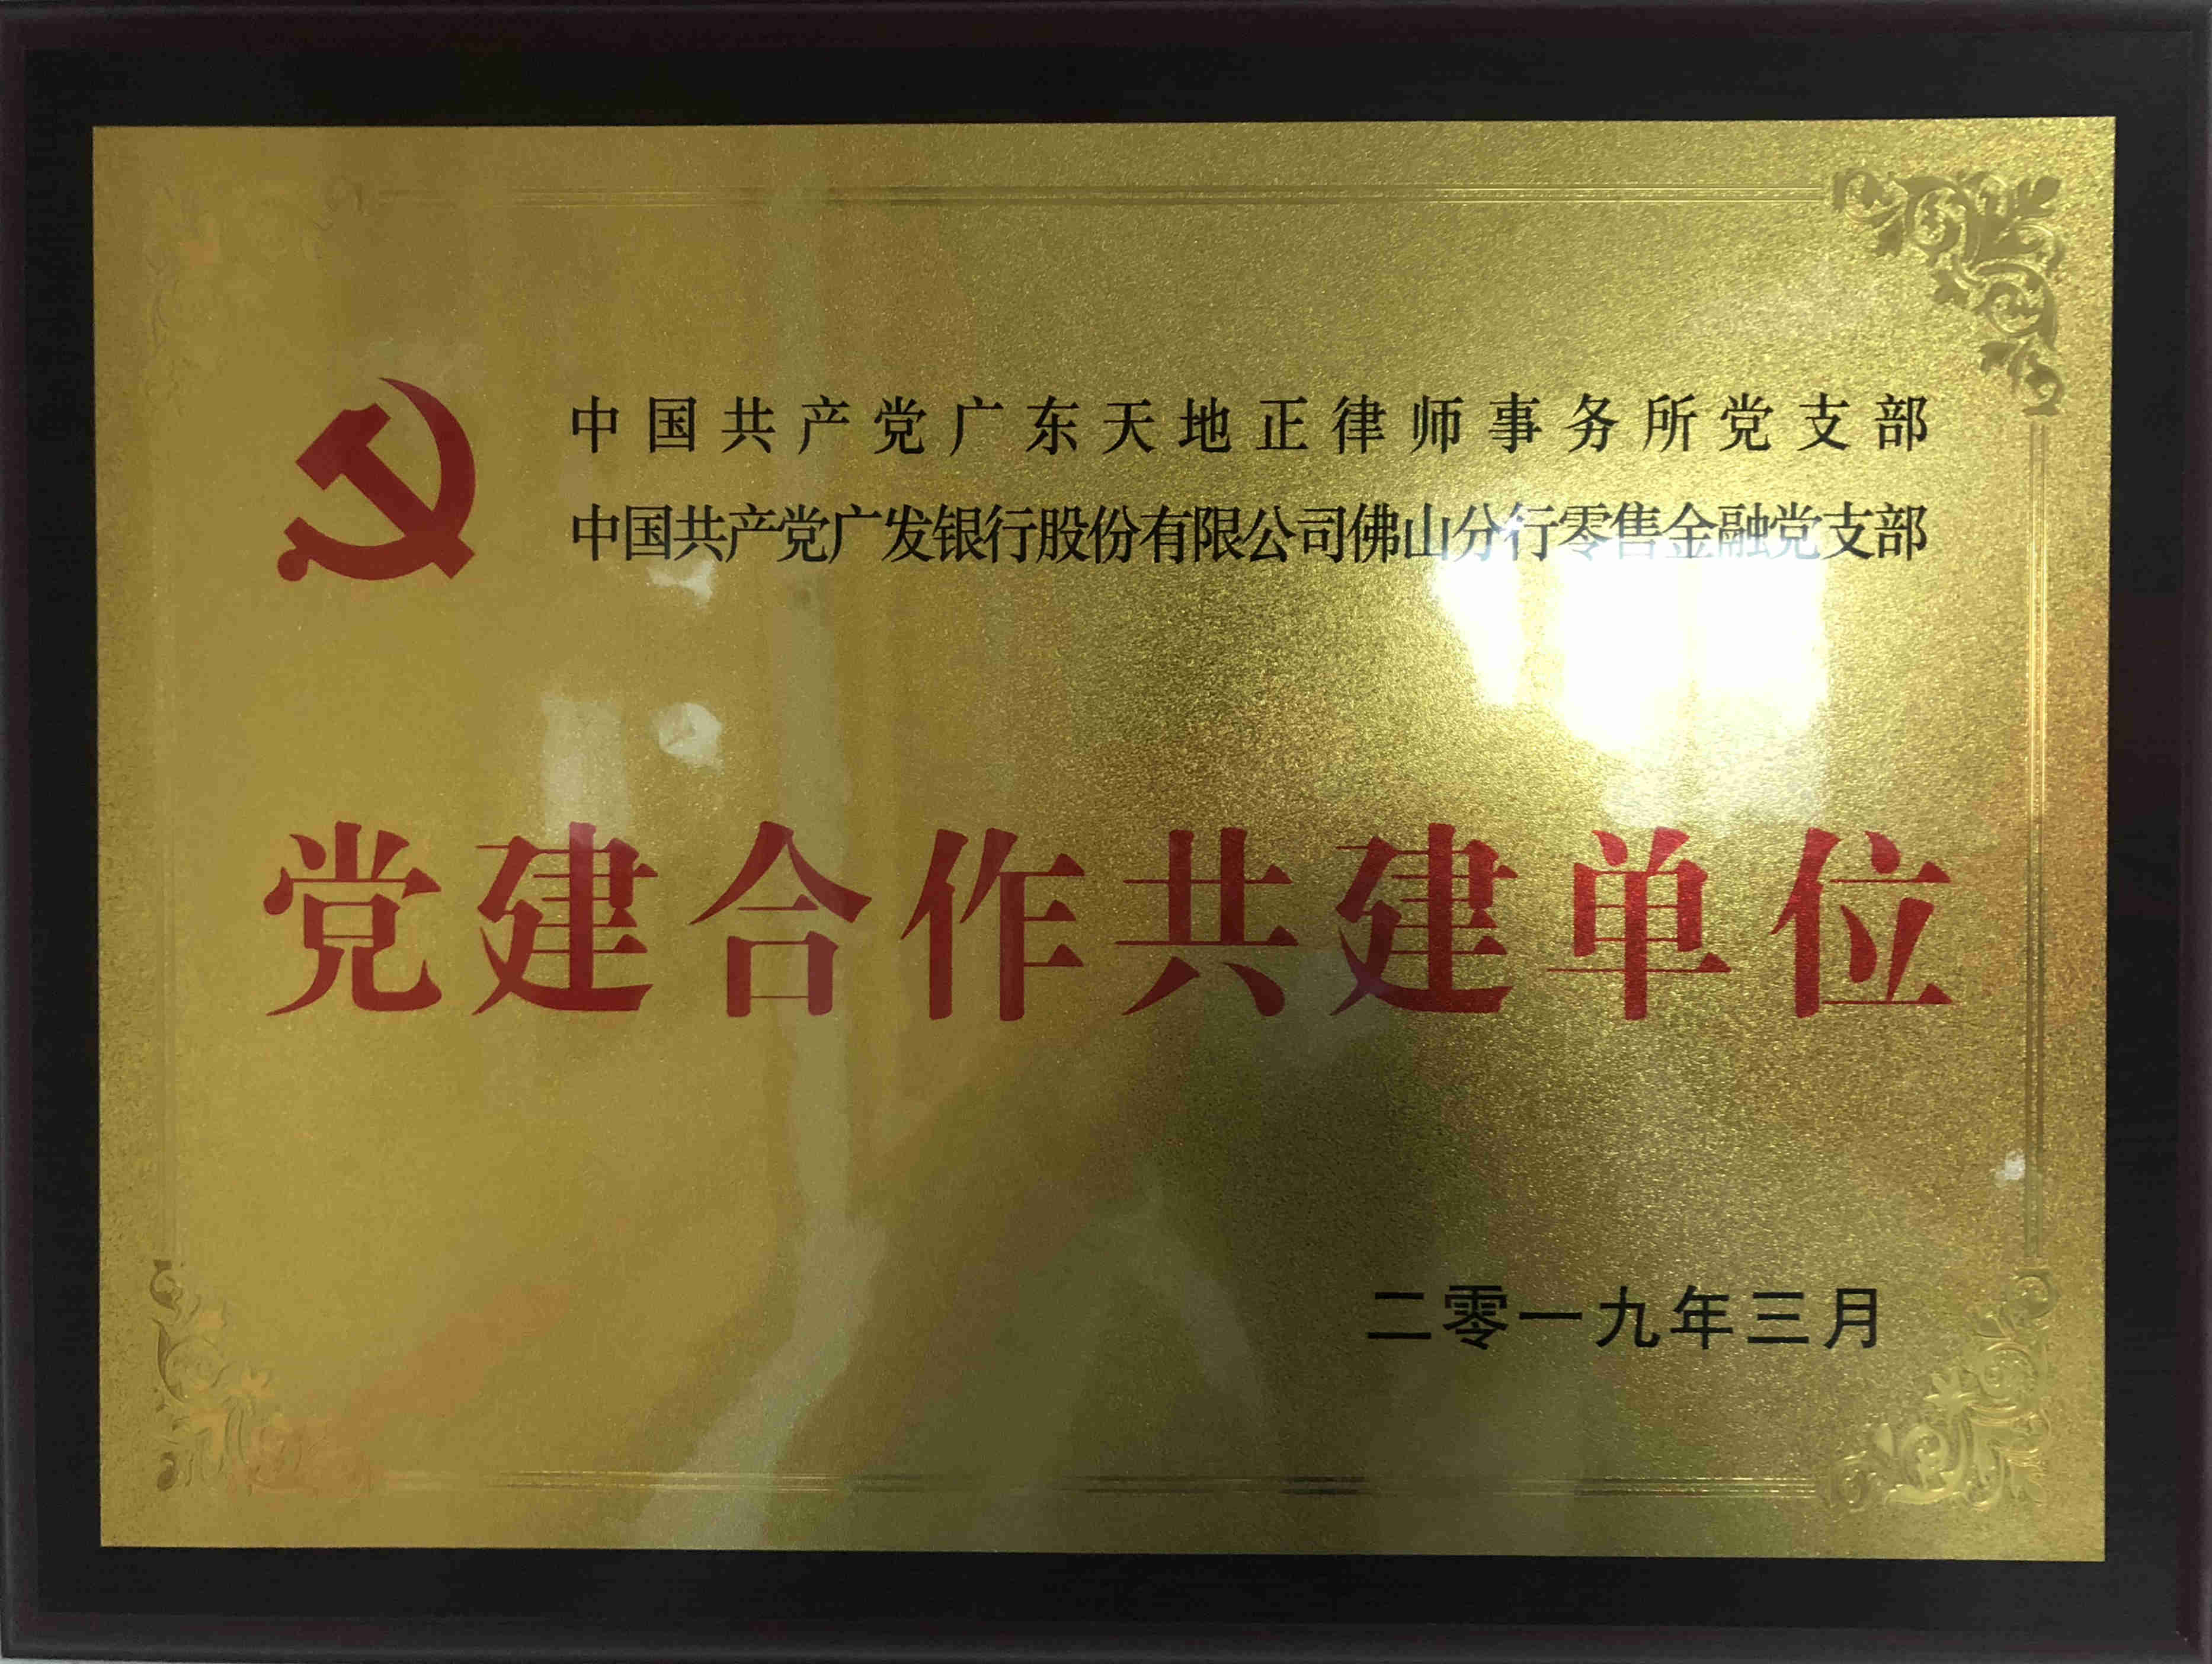 中国共产党广东天地正律师事务所党支部
中国共产党广发银行股份有限公司佛山分行零售金融党支部
党建合作共建单位
二零一九年三月